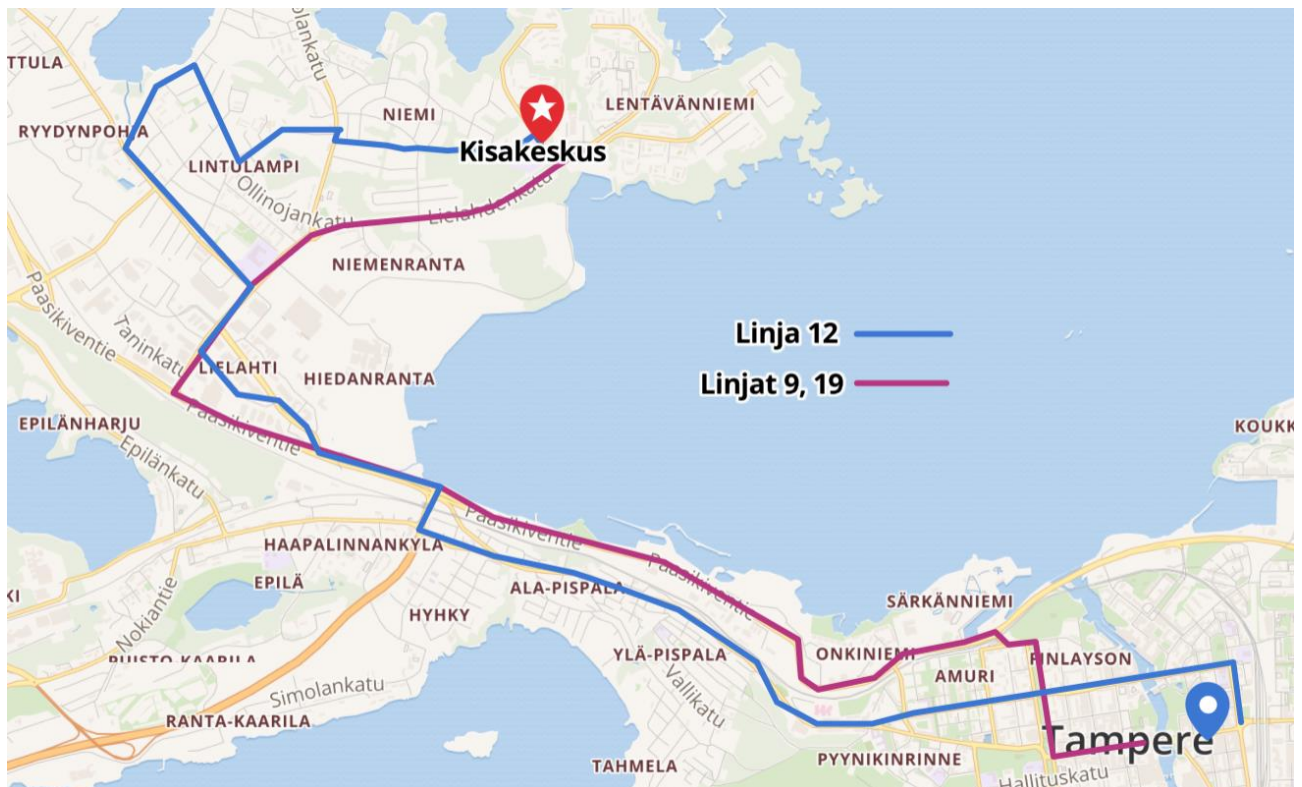 TTULA
Simolankatu
NIEMI
LENTÄVÄNNIEMI
RYYDYNPOHJA
Kisakeskus
LINTULAMPI
Ollinojankatu
Lielahdenkatu
NIEMENRANTA
Paasikiventie
Taninkatu
Linja 12
LIELAHTI
HIEDANRANTA
Linjat 9, 19
Paasikiventie
EPILÄNHARJU
KOUKK
Epilänkatu
Paasikiventie
HAAPALINNANKYLÄ
Paasikiventie
EPILÄ
ALA-PISPALA
KI
Nokiantie
HYHKY
SÄRKÄNNIEMI
PUISTO-KAARILA
YLÄ-PISPALA
ONKINIEMI
FINLAYSON
Vallikatu
AMURI
Simolankatu
RANTA-KAARILA
Tampere
TAHMELA
PYYNIKINRINNE
Hallituskatu